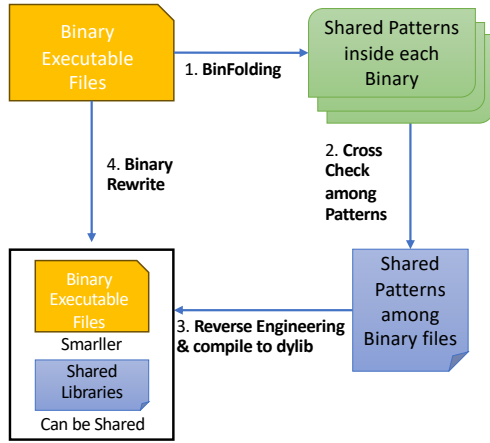 Binary
Executable
Files
1. BinFolding
Shared Patterns
inside each
Binary
4. Binary
Rewrite
2. Cross
Check
among
Patterns
Binary
Executable
Files
Smarller
Shared
Libraries
Can be Shared
3. Reverse Engineering
& compile to dylib
Shared
Patterns
among
Binary files